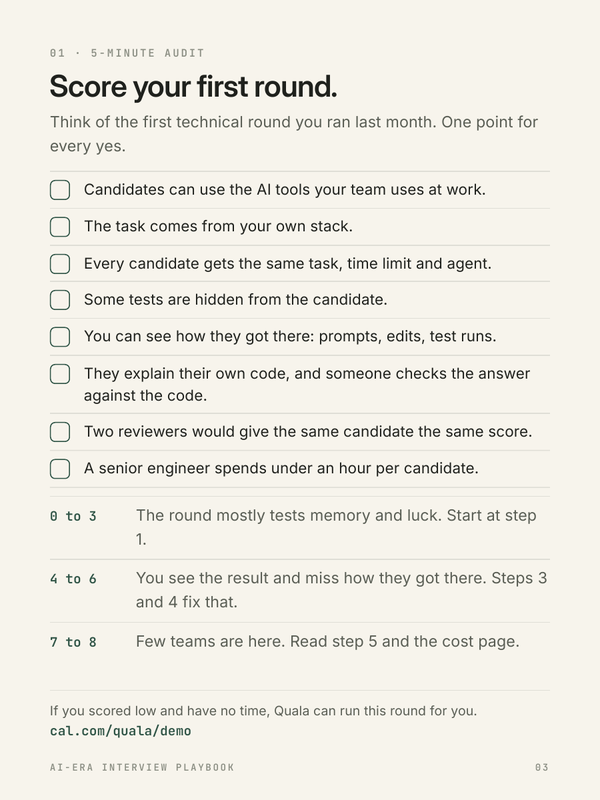 01 · 5-MINUTE AUDIT
Score your first round.
Think of the first technical round you ran last month. One point for
every yes.
Candidates can use the AI tools your team uses at work.
The task comes from your own stack.
Every candidate gets the same task, time limit and agent.
Some tests are hidden from the candidate.
You can see how they got there: prompts, edits, test runs.
They explain their own code, and someone checks the answer
against the code.
Two reviewers would give the same candidate the same score.
A senior engineer spends under an hour per candidate.
0 to 3 The round mostly tests memory and luck. Start at step
1.
4 to 6 You see the result and miss how they got there. Steps 3
and 4 fix that.
7 to 8 Few teams are here. Read step 5 and the cost page.
If you scored low and have no time, Quala can run this round for you.
cal.com/quala/demo
AI-ERA INTERVIEW PLAYBOOK 03